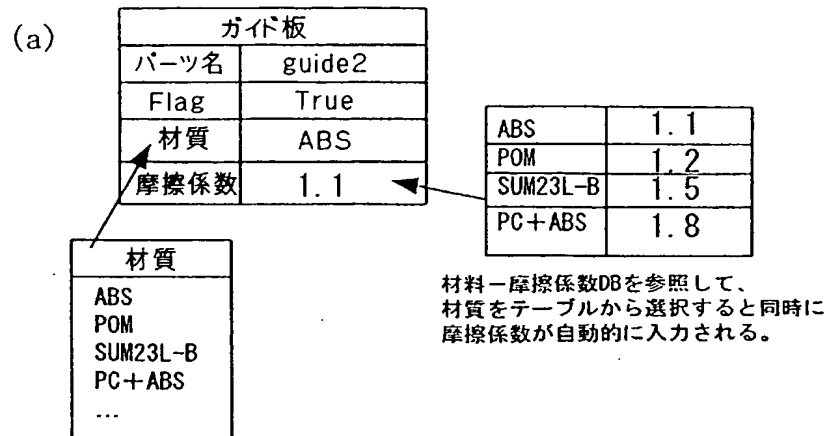 (a)
ガイド板
パーツ名 guide2
Flag True
材質 ABS
摩擦係数 1.1
ABS 1.1
POM 1.2
SUM23L-B 1.5
PC+ABS 1.8
材料－摩擦係数DBを参照して、
材質をテーブルから選択すると同時に
摩擦係数が自動的に入力される。
材質
ABS
POM
SUM23L-B
PC+ABS
...